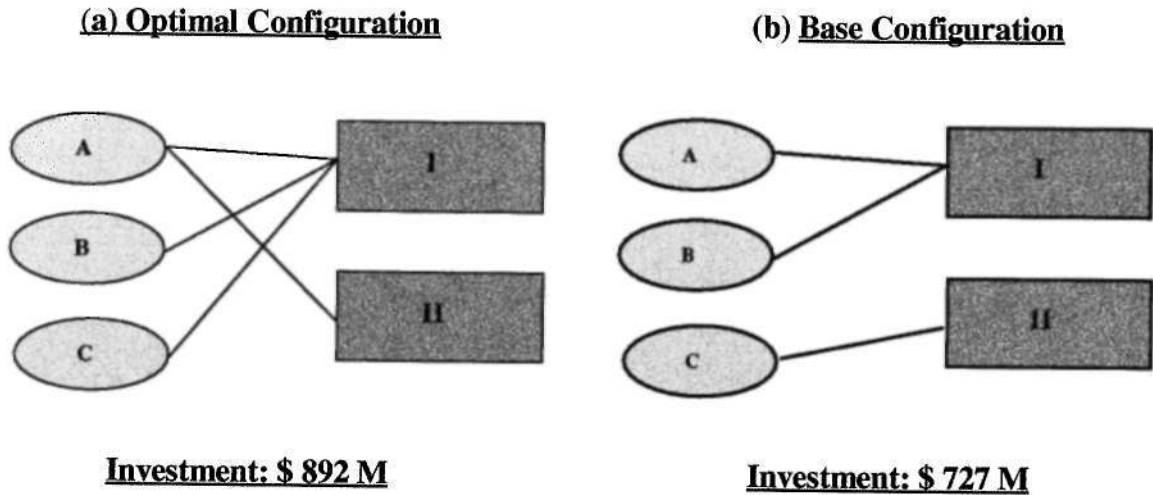 (a) Optimal Configuration
(b) Base Configuration
A
B
C
I
II
A
B
C
I
II
Investment: $ 892 M
Investment: $ 727 M